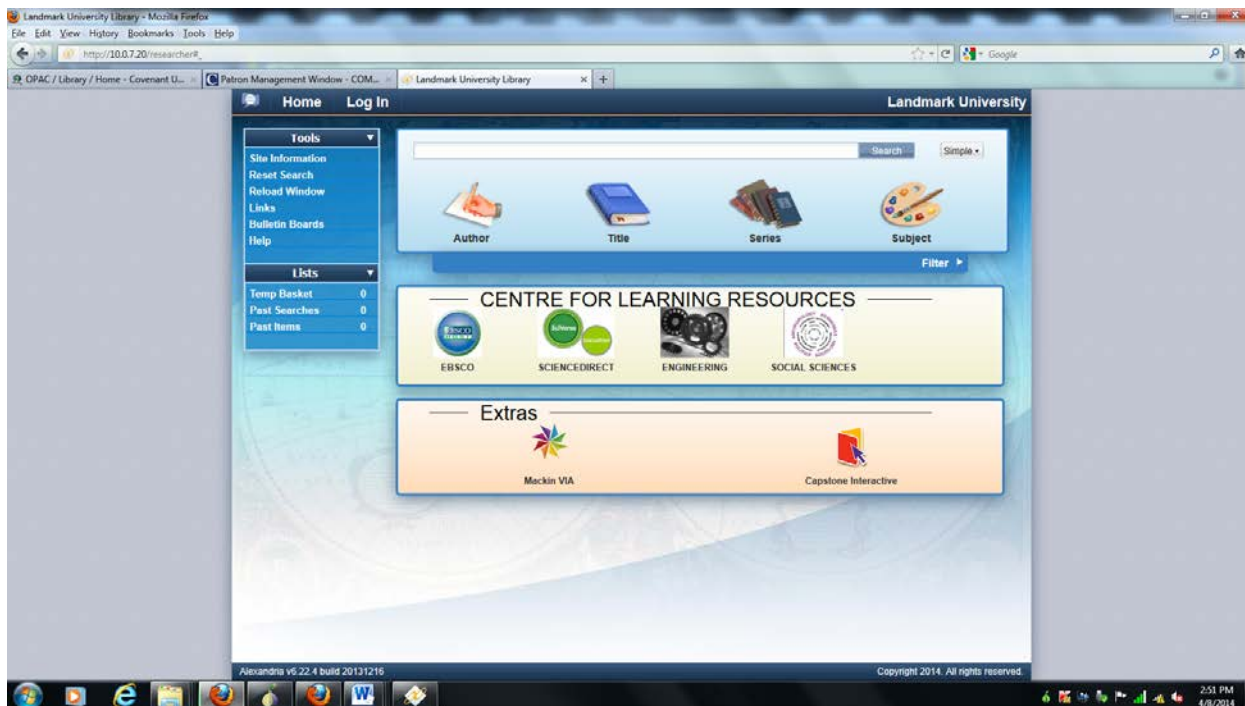 Landmark University Library - Mozilla Firefox
File Edit View History Bookmarks Tools Help
http://10.0.7.20/researcher#_
Google
OPAC / Library / Home - Covenant U...
Patron Management Window - COM...
Landmark University Library
Home Log In Landmark University
Tools
Site Information
Reset Search
Reload Window
Links
Bulletin Boards
Help
Lists
Temp Basket 0
Past Searches 0
Past Items 0
Search Simple
Author Title Series Subject
Filter
CENTRE FOR LEARNING RESOURCES
EBSCO SCIENCEDIRECT ENGINEERING SOCIAL SCIENCES
Extras
Mackin VIA Capstone Interactive
Alexandria v6.22.4 build 20131216 Copyright 2014. All rights reserved.
2:51 PM
4/8/2014